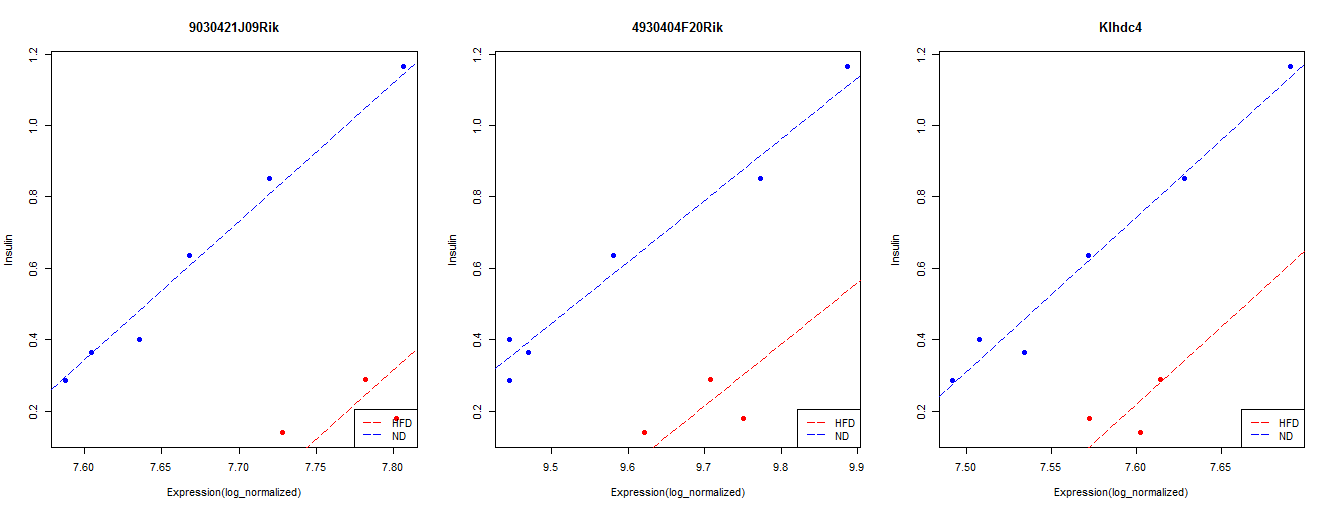 9030421J09Rik
Insulin
1.2
1.0
0.8
0.6
0.4
0.2
HFD
ND
7.60
7.65
7.70
7.75
7.80
Expression(log_normalized)
4930404F20Rik
Insulin
1.2
1.0
0.8
0.6
0.4
0.2
HFD
ND
9.5
9.6
9.7
9.8
9.9
Expression(log_normalized)
Klhdc4
Insulin
1.2
1.0
0.8
0.6
0.4
0.2
HFD
ND
7.50
7.55
7.60
7.65
Expression(log_normalized)